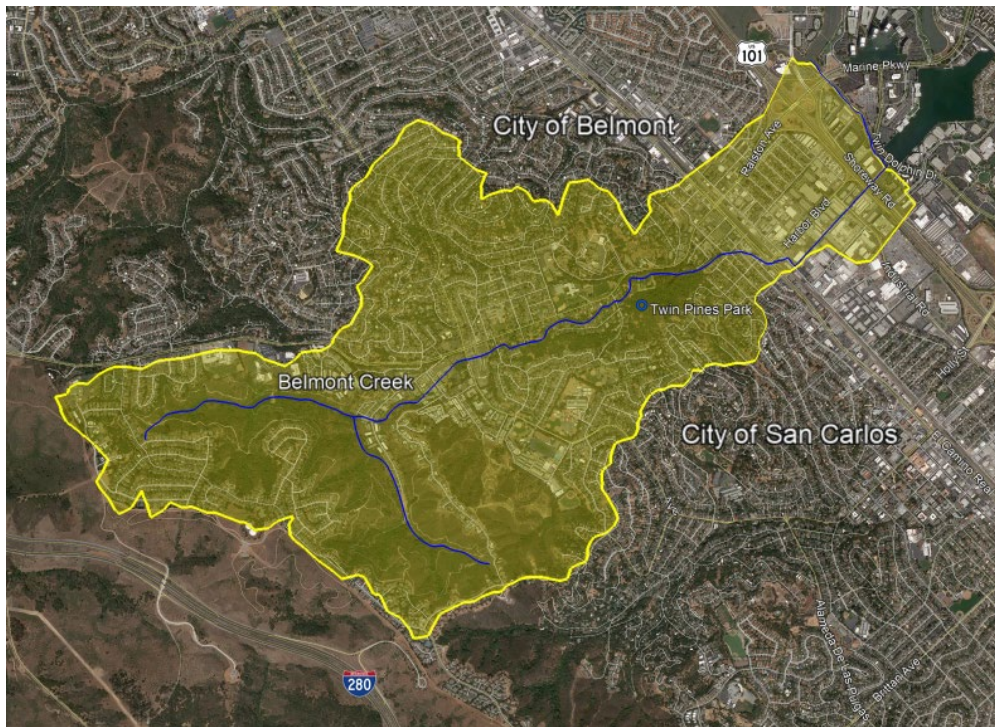 US
101
Marine Pkwy
City of Belmont
Ralston Ave
Twin Dolphin Dr
Shoreway Rd
Harbor Blvd
Industrial Rd
Twin Pines Park
Holly St
Belmont Creek
City of San Carlos
El Camino Real
Ave
Alameda De Las Pulgas
Brittan Ave
280